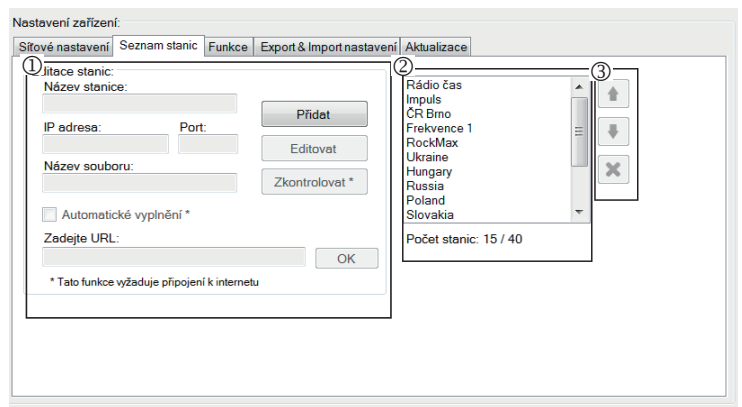 Nastavení zařízení:
Síťové nastavení Seznam stanic Funkce Export & Import nastavení Aktualizace
① ditace stanic:
Název stanice:
Přidat
IP adresa: Port:
Editovat
Název souboru:
Zkontrolovat *
Automatické vyplnění *
Zadejte URL:
OK
* Tato funkce vyžaduje připojení k internetu
②
Rádio čas
Impuls
ČR Brno
Frekvence 1
RockMax
Ukraine
Hungary
Russia
Poland
Slovakia
Počet stanic: 15 / 40
③